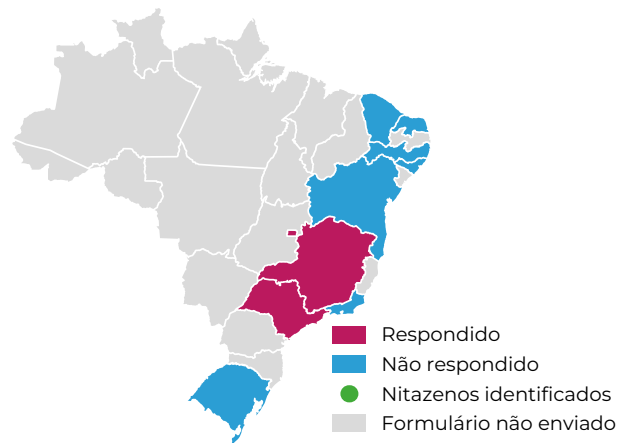 Respondido
Não respondido
Nitazenos identificados
Formulário não enviado